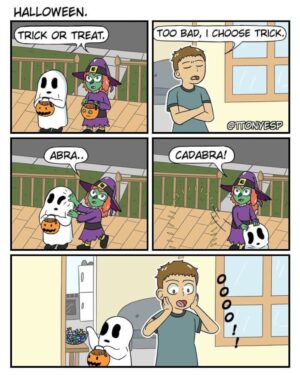 HALLOWEEN.
TRICK OR TREAT.
TOO BAD, I CHOOSE TRICK.
@TTONYESP
ABRA..
CADABRA!
OOOO!!